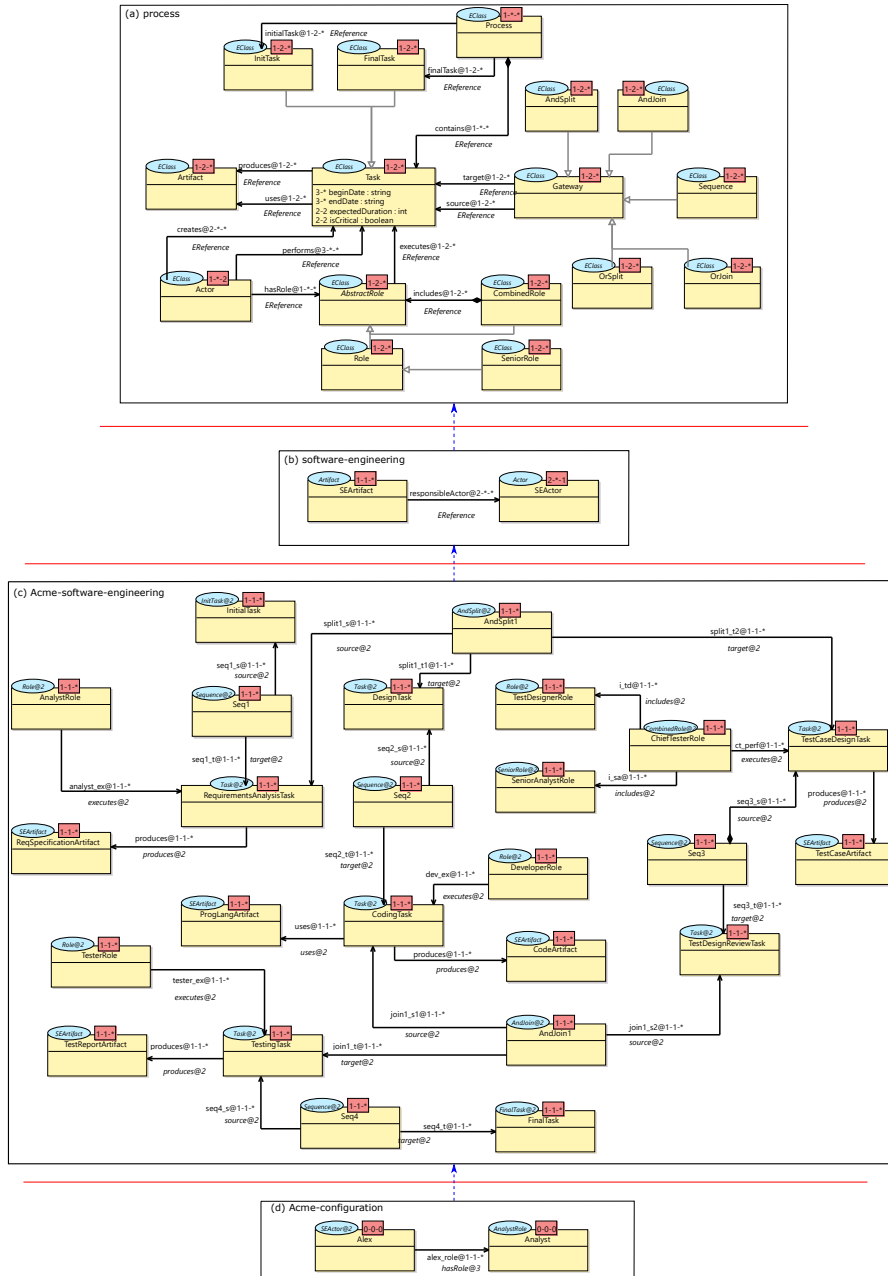 (a) process
EClass 1-*-*
Process
initialTask@1-2-* EReference
EClass 1-2-*
InitTask
EClass 1-2-*
FinalTask
finalTask@1-2-*
EReference
EClass 1-2-*
AndSplit
1-2-* EClass
AndJoin
contains@1-*-*
EReference
EClass 1-2-*
Artifact
produces@1-2-*
EReference
uses@1-2-*
EReference
EClass 1-2-*
Task
3-* beginDate : string
3-* endDate : string
2-2 expectedDuration : int
2-2 isCritical : boolean
target@1-2-*
EReference
source@1-2-*
EReference
EClass 1-2-*
Gateway
EClass 1-2-*
Sequence
creates@2-*-*
EReference
performs@3-*-*
EReference
executes@1-2-*
EReference
EClass 1-*-2
Actor
hasRole@1-*-*
EReference
EClass 1-2-*
AbstractRole
includes@1-2-*
EReference
EClass 1-2-*
CombinedRole
EClass 1-2-*
OrSplit
EClass 1-2-*
OrJoin
EClass 1-2-*
Role
EClass 1-2-*
SeniorRole
(b) software-engineering
Artifact 1-1-*
SEArtifact
responsibleActor@2-*-*
EReference
Actor 2-*-1
SEActor
(c) Acme-software-engineering
InitTask@2 1-1-*
InitialTask
split1_s@1-1-*
source@2
AndSplit@2 1-1-*
AndSplit1
split1_t2@1-1-*
target@2
seq1_s@1-1-*
source@2
split1_t1@1-1-*
target@2
Role@2 1-1-*
AnalystRole
Sequence@2 1-1-*
Seq1
Task@2 1-1-*
DesignTask
Role@2 1-1-*
TestDesignerRole
i_td@1-1-*
includes@2
CombinedRole@2 1-1-*
ChiefTesterRole
ct_perf@1-1-*
executes@2
Task@2 1-1-*
TestCaseDesignTask
seq1_t@1-1-*
target@2
seq2_s@1-1-*
source@2
analyst_ex@1-1-*
executes@2
Task@2 1-1-*
RequirementsAnalysisTask
Sequence@2 1-1-*
Seq2
SeniorRole@2 1-1-*
SeniorAnalystRole
i_sa@1-1-*
includes@2
produces@1-1-*
produces@2
seq3_s@1-1-*
source@2
SEArtifact 1-1-*
ReqSpecificationArtifact
produces@1-1-*
produces@2
seq2_t@1-1-*
target@2
Sequence@2 1-1-*
Seq3
SEArtifact 1-1-*
TestCaseArtifact
dev_ex@1-1-*
executes@2
Role@2 1-1-*
DeveloperRole
SEArtifact 1-1-*
ProgLangArtifact
uses@1-1-*
uses@2
Task@2 1-1-*
CodingTask
seq3_t@1-1-*
target@2
produces@1-1-*
produces@2
SEArtifact 1-1-*
CodeArtifact
Task@2 1-1-*
TestDesignReviewTask
Role@2 1-1-*
TesterRole
tester_ex@1-1-*
executes@2
join1_s1@1-1-*
source@2
AndJoin@2 1-1-*
AndJoin1
join1_s2@1-1-*
source@2
SEArtifact 1-1-*
TestReportArtifact
produces@1-1-*
produces@2
Task@2 1-1-*
TestingTask
join1_t@1-1-*
target@2
seq4_s@1-1-*
source@2
Sequence@2 1-1-*
Seq4
seq4_t@1-1-*
target@2
FinalTask@2 1-1-*
FinalTask
(d) Acme-configuration
SEActor@2 0-0-0
Alex
alex_role@1-1-*
hasRole@3
AnalystRole 0-0-0
Analyst